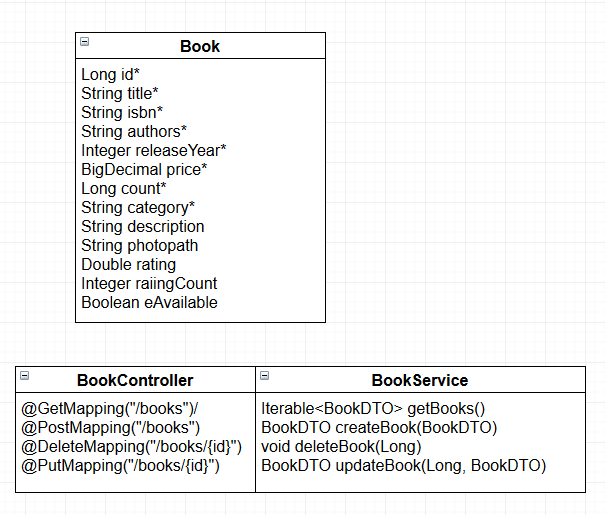 Book
Long id*
String title*
String isbn*
String authors*
Integer releaseYear*
BigDecimal price*
Long count*
String category*
String description
String photopath
Double rating
Integer raiingCount
Boolean eAvailable
BookController
@GetMapping("/books")/
@PostMapping("/books")
@DeleteMapping("/books/{id}")
@PutMapping("/books/{id}")
BookService
Iterable<BookDTO> getBooks()
BookDTO createBook(BookDTO)
void deleteBook(Long)
BookDTO updateBook(Long, BookDTO)